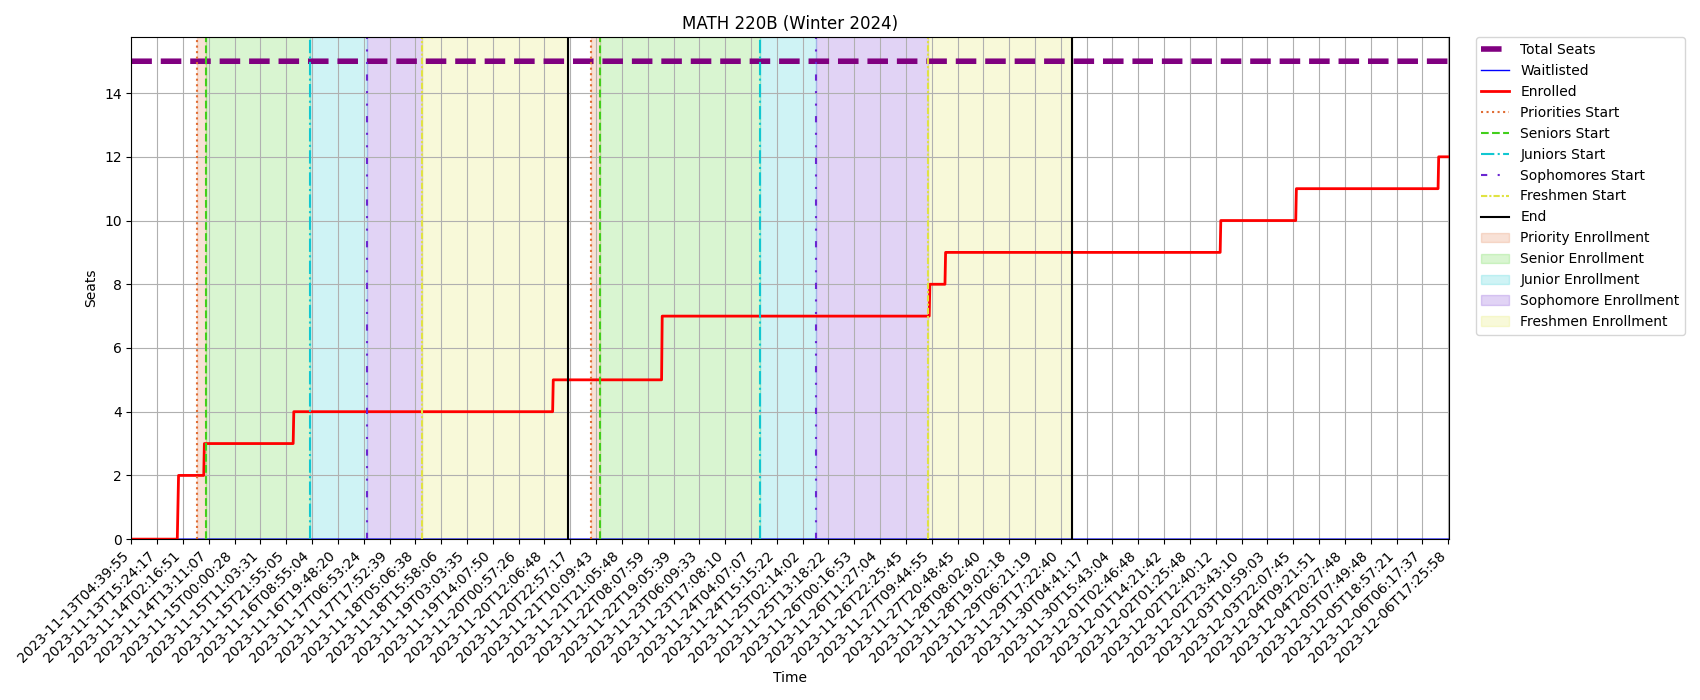 MATH 220B (Winter 2024)
Seats
14
12
10
8
6
4
2
0
2023-11-13T04:39:55
2023-11-13T15:24:17
2023-11-14T02:16:51
2023-11-14T13:11:07
2023-11-15T00:00:28
2023-11-15T11:03:31
2023-11-15T21:55:05
2023-11-16T08:55:04
2023-11-16T19:48:20
2023-11-17T06:53:24
2023-11-17T17:52:39
2023-11-18T05:06:38
2023-11-18T15:58:06
2023-11-19T03:03:35
2023-11-19T14:07:50
2023-11-20T00:57:26
2023-11-20T12:06:48
2023-11-20T22:57:17
2023-11-21T10:09:43
2023-11-21T21:05:48
2023-11-22T08:07:59
2023-11-22T19:05:39
2023-11-23T06:09:33
2023-11-23T17:08:10
2023-11-24T04:07:07
2023-11-24T15:15:22
2023-11-25T02:14:02
2023-11-25T13:18:22
2023-11-26T00:16:53
2023-11-26T11:27:04
2023-11-26T22:25:45
2023-11-27T09:44:55
2023-11-27T20:48:45
2023-11-28T08:02:40
2023-11-28T19:02:18
2023-11-29T06:21:19
2023-11-29T17:22:40
2023-11-30T04:41:17
2023-11-30T15:43:04
2023-12-01T02:46:48
2023-12-01T14:21:42
2023-12-02T01:25:48
2023-12-02T12:40:12
2023-12-02T23:43:10
2023-12-03T10:59:03
2023-12-03T22:07:45
2023-12-04T09:21:51
2023-12-04T20:27:48
2023-12-05T07:49:48
2023-12-05T18:57:21
2023-12-06T06:17:37
2023-12-06T17:25:58
Time
Total Seats
Waitlisted
Enrolled
Priorities Start
Seniors Start
Juniors Start
Sophomores Start
Freshmen Start
End
Priority Enrollment
Senior Enrollment
Junior Enrollment
Sophomore Enrollment
Freshmen Enrollment